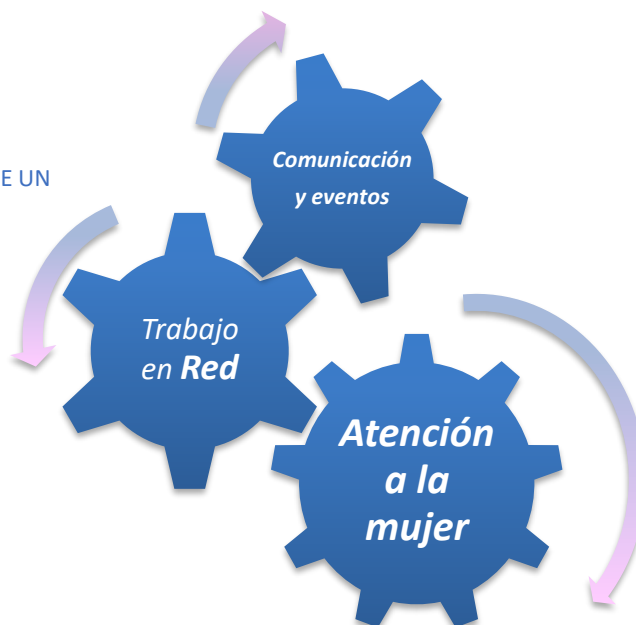 Comunicación
y eventos
E UN
Trabajo
en Red
Atención
a la
mujer